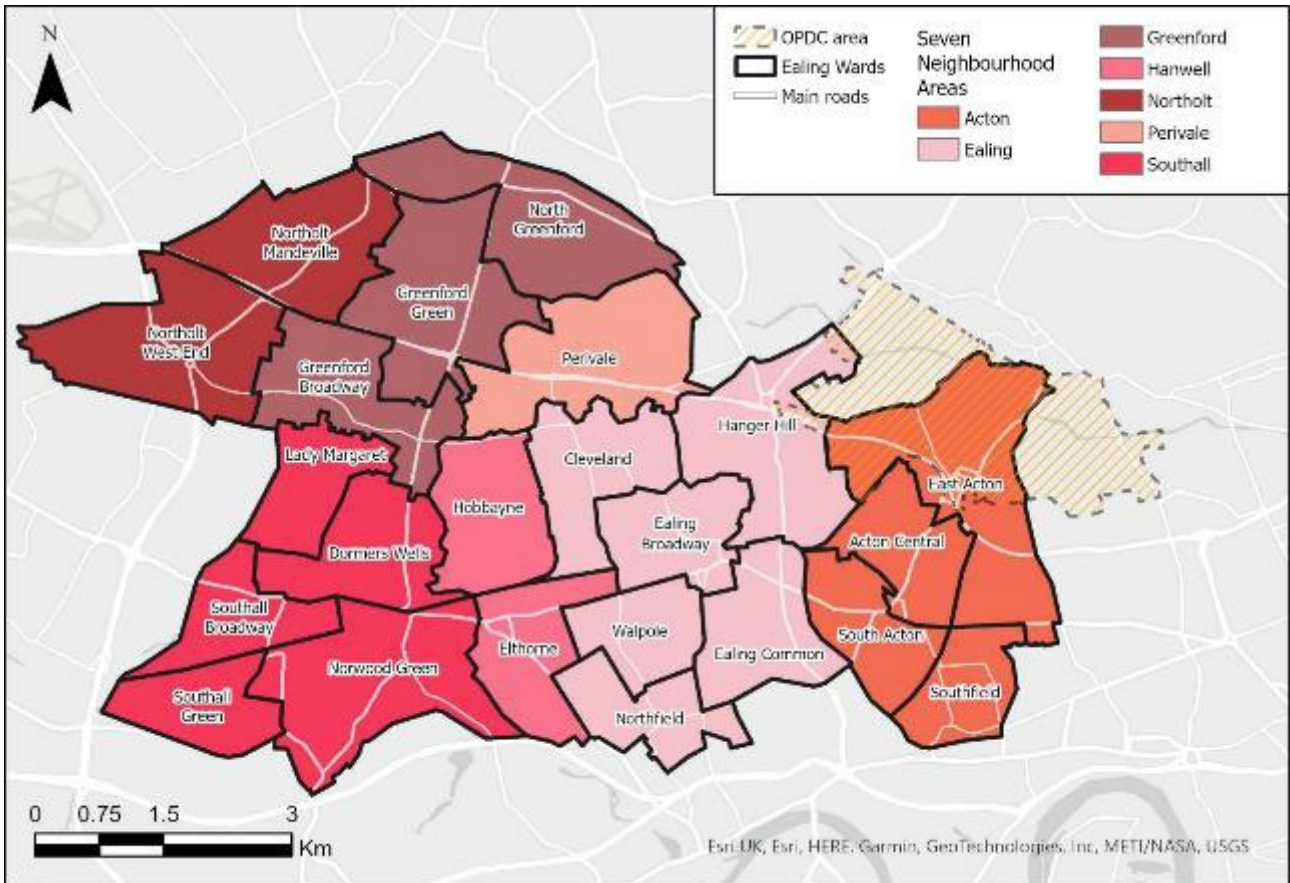 N
OPDC area
Ealing Wards
Main roads
Seven
Neighbourhood
Areas
Acton
Ealing
Greenford
Hanwell
Northolt
Perivale
Southall
North
Greenford
Northolt
Mandeville
Greenford
Green
Northolt
West End
Perivale
Greenford
Broadway
Hanger Hill
Lady Margaret
Cleveland
East Acton
Hobbayne
Ealing
Broadway
Acton Central
Dormers Wells
Southall
Broadway
Walpole
South Acton
Elthorne
Ealing Common
Norwood Green
Southall
Green
Southfield
Northfield
0 0.75 1.5 3
Km
Esri UK, Esri, HERE, Garmin, GeoTechnologies, Inc, METI/NASA, USGS